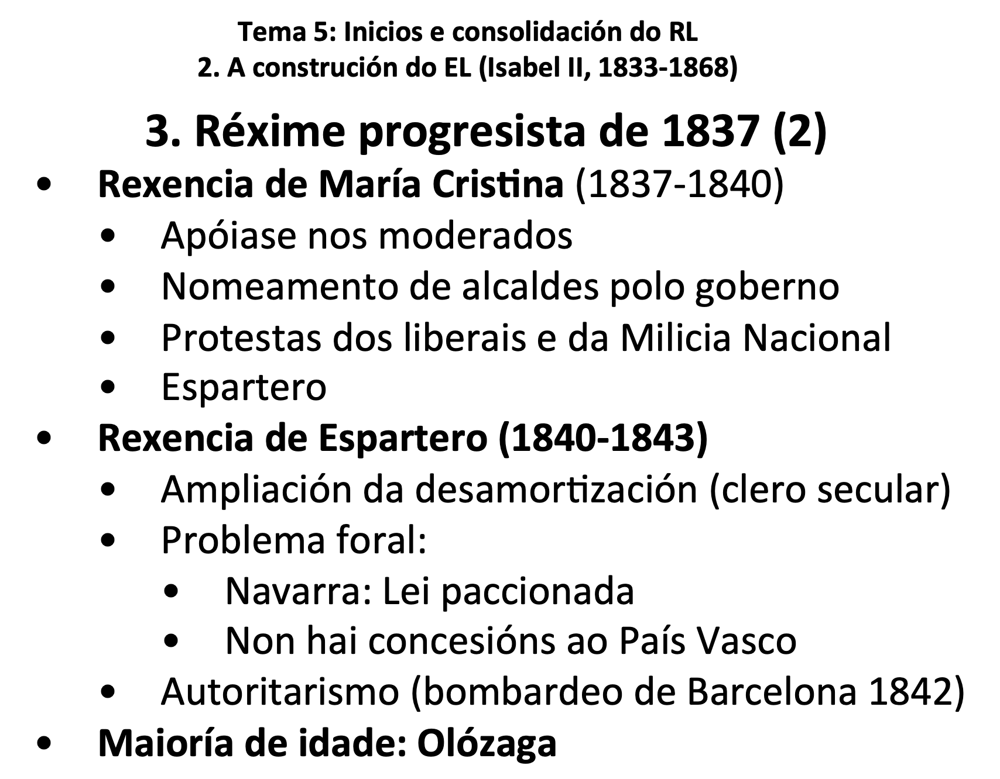 Tema 5: Inicios e consolidación do RL
2. A construción do EL (Isabel II, 1833-1868)
3. Réxime progresista de 1837 (2)
• Rexencia de María Cristina (1837-1840)
• Apóiase nos moderados
• Nomeamento de alcaldes polo goberno
• Protestas dos liberais e da Milicia Nacional
• Espartero
• Rexencia de Espartero (1840-1843)
• Ampliación da desamortización (clero secular)
• Problema foral:
• Navarra: Lei paccionada
• Non hai concesións ao País Vasco
• Autoritarismo (bombardeo de Barcelona 1842)
• Maioría de idade: Olózaga